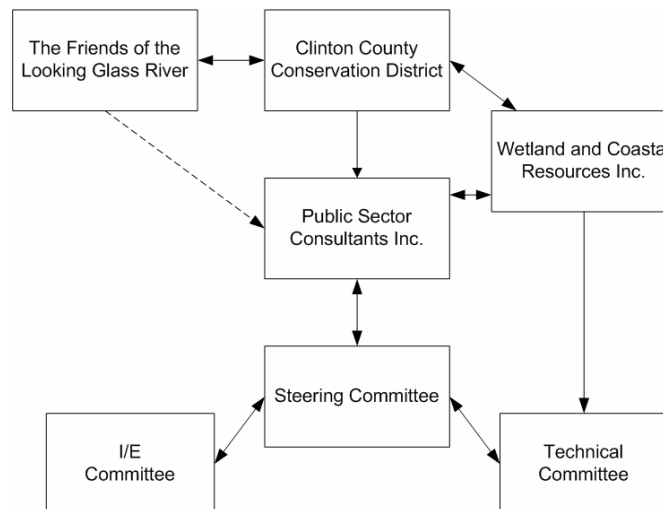 The Friends of the
Looking Glass River
Clinton County
Conservation District
Wetland and Coastal
Resources Inc.
Public Sector
Consultants Inc.
Steering Committee
I/E
Committee
Technical
Committee